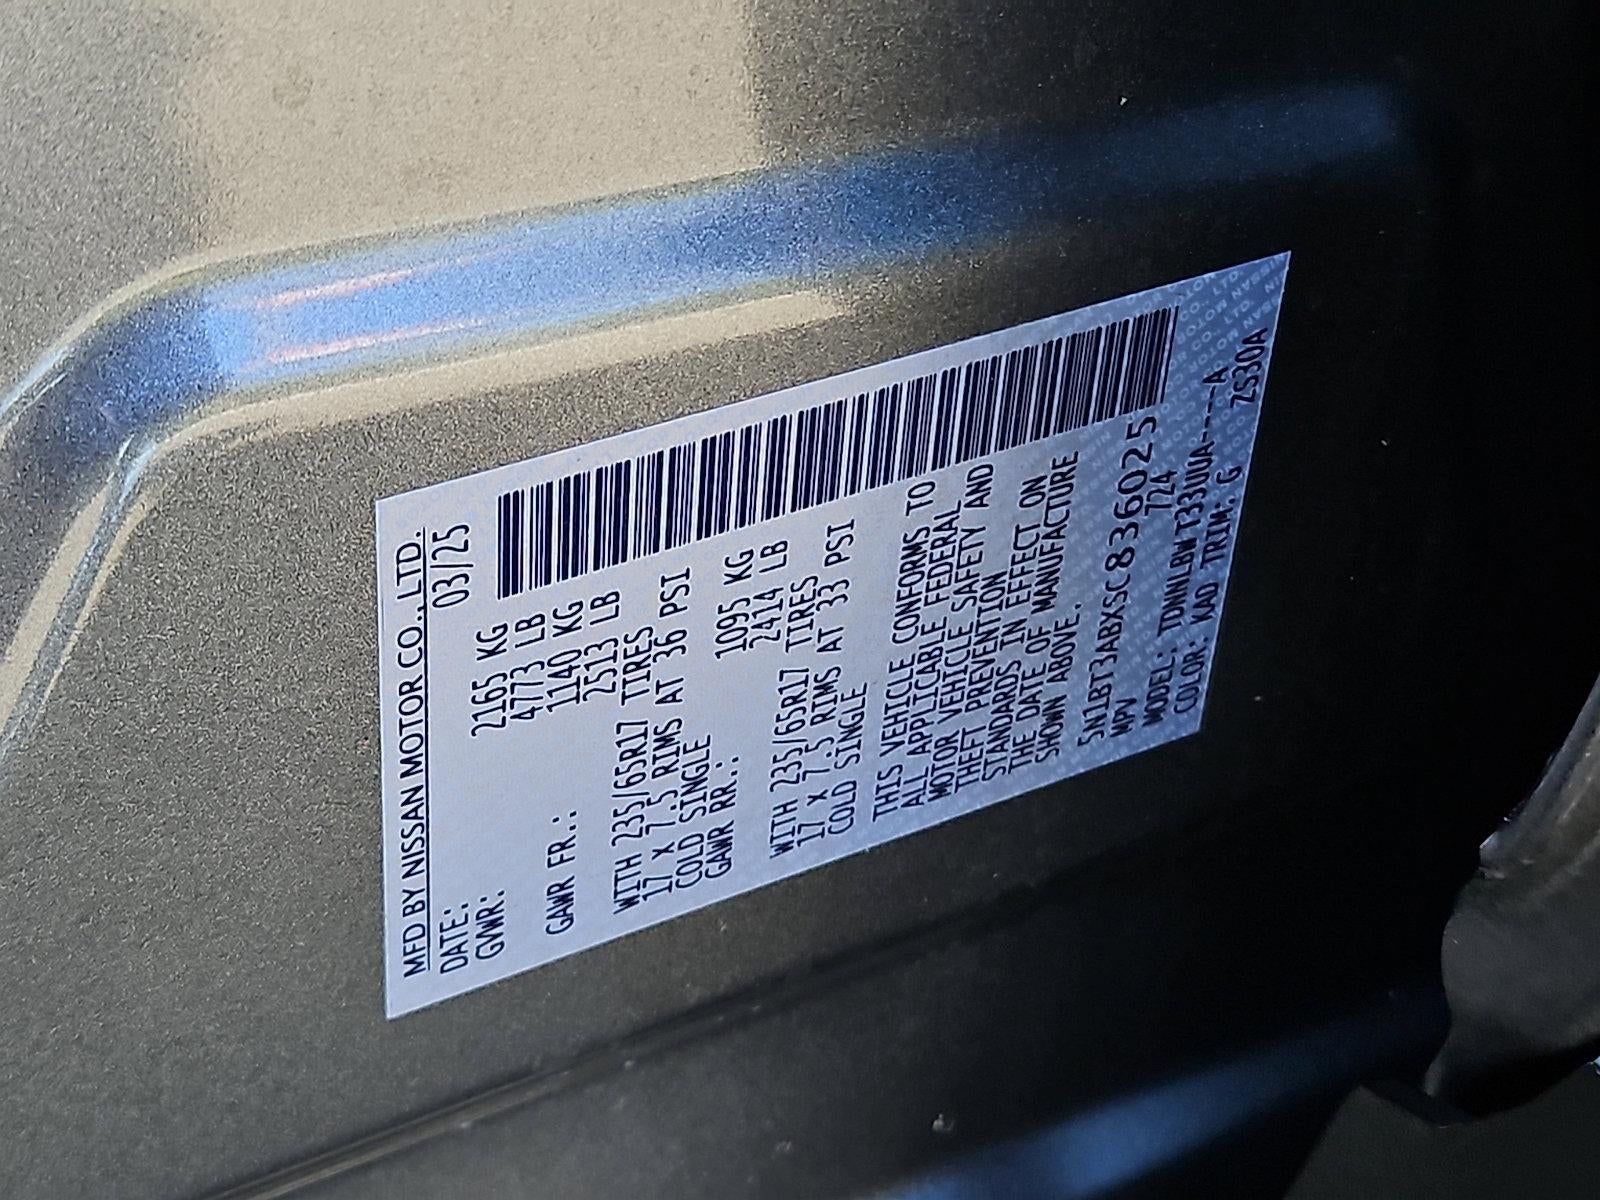 MFD BY NISSAN MOTOR CO.,LTD.
DATE: 03/25
GVWR: 2165 KG
4773 LB
GAWR FR.: 1140 KG
2513 LB
WITH 235/65R17 TIRES
17 x 7.5 RIMS AT 36 PSI
COLD SINGLE
GAWR RR.: 1095 KG
2414 LB
WITH 235/65R17 TIRES
17 x 7.5 RIMS AT 33 PSI
COLD SINGLE
THIS VEHICLE CONFORMS TO
ALL APPLICABLE FEDERAL
MOTOR VEHICLE SAFETY AND
THEFT PREVENTION
STANDARDS IN EFFECT ON
THE DATE OF MANUFACTURE
SHOWN ABOVE.
5N1BT3ABXSC836025
MPV 7/24
MODEL: TDNNLBWT33UUA-----A
COLOR: KAD TRIM: G ZS30A